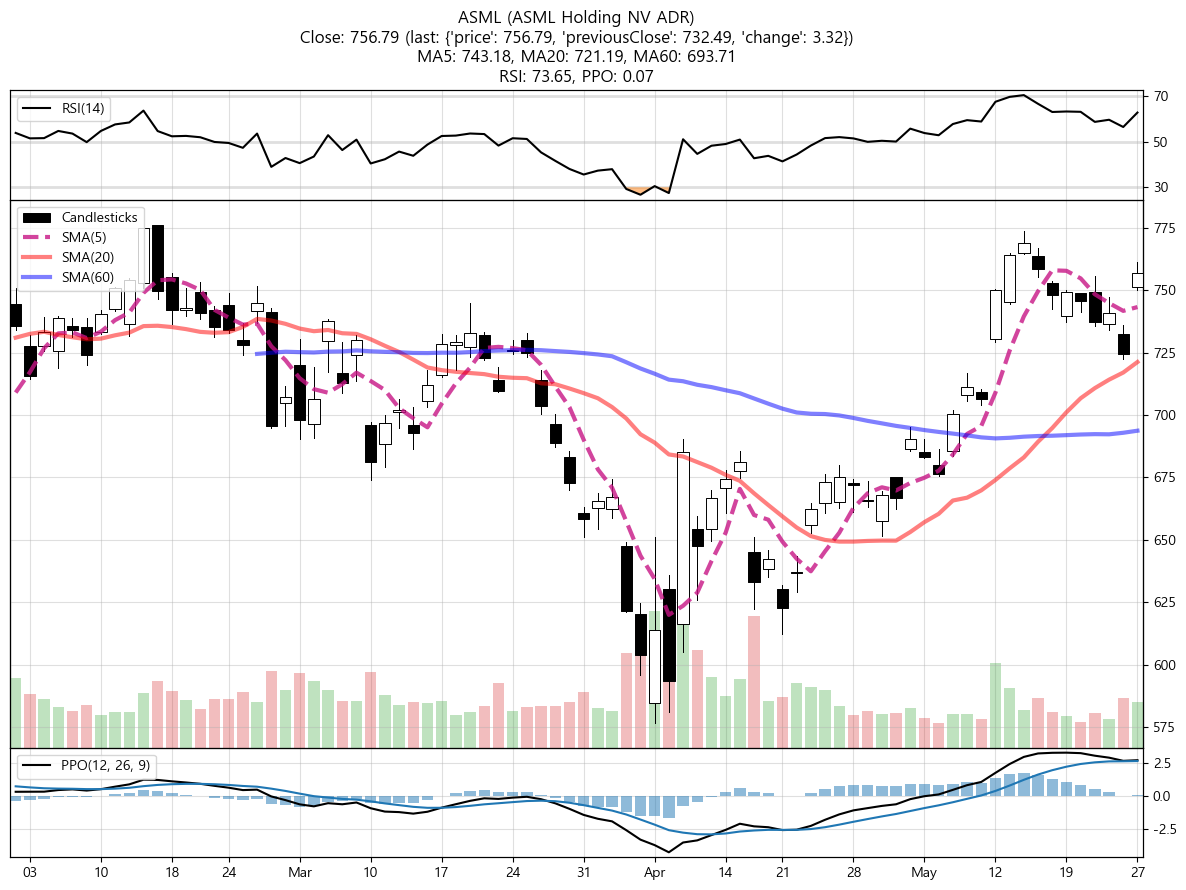 ASML (ASML Holding NV ADR)
Close: 756.79 (last: {'price': 756.79, 'previousClose': 732.49, 'change': 3.32})
MA5: 743.18, MA20: 721.19, MA60: 693.71
RSI: 73.65, PPO: 0.07
RSI(14)
70
50
30
Candlesticks
SMA(5)
SMA(20)
SMA(60)
775
750
725
700
675
650
625
600
575
PPO(12, 26, 9)
2.5
0.0
-2.5
03 10 18 24 Mar 10 17 24 31 Apr 14 21 28 May 12 19 27